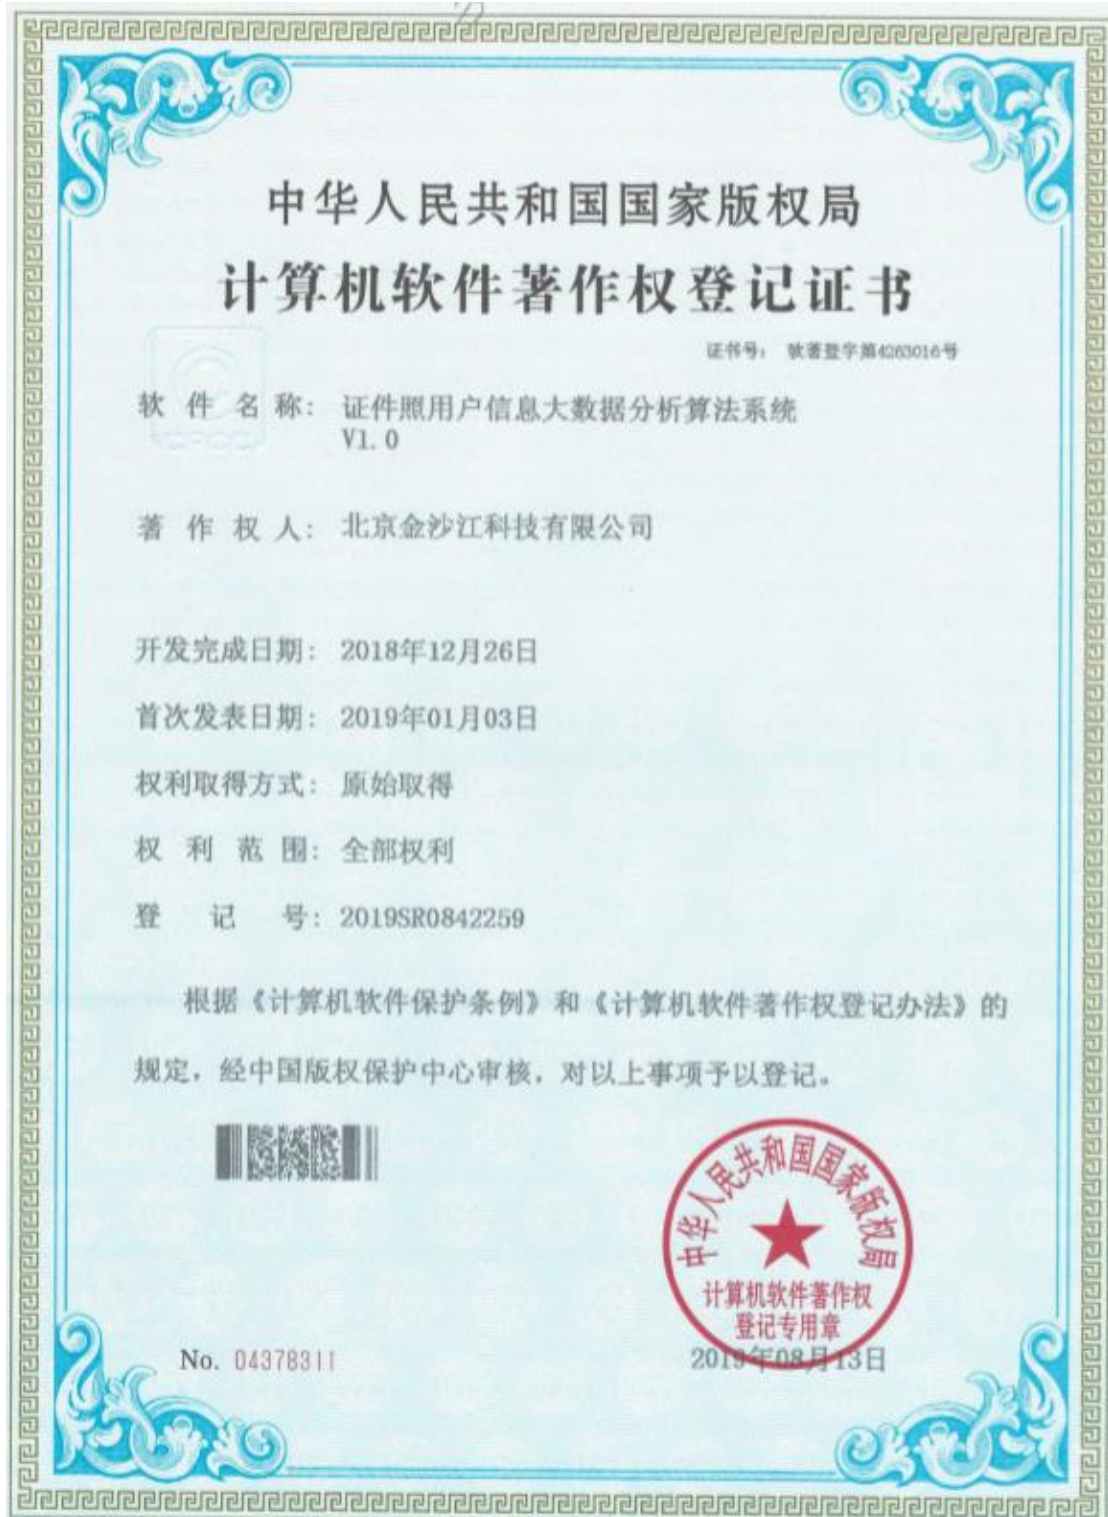 中华人民共和国国家版权局
计算机软件著作权登记证书
证书号： 软著登字第4263016号
软件名称： 证件照用户信息大数据分析算法系统
V1.0
著作权人： 北京金沙江科技有限公司
开发完成日期： 2018年12月26日
首次发表日期： 2019年01月03日
权利取得方式： 原始取得
权利范围： 全部权利
登记号： 2019SR0842259
根据《计算机软件保护条例》和《计算机软件著作权登记办法》的
规定，经中国版权保护中心审核，对以上事项予以登记。
中华人民共和国国家版权局
计算机软件著作权
登记专用章
No. 04378311
2019年08月13日